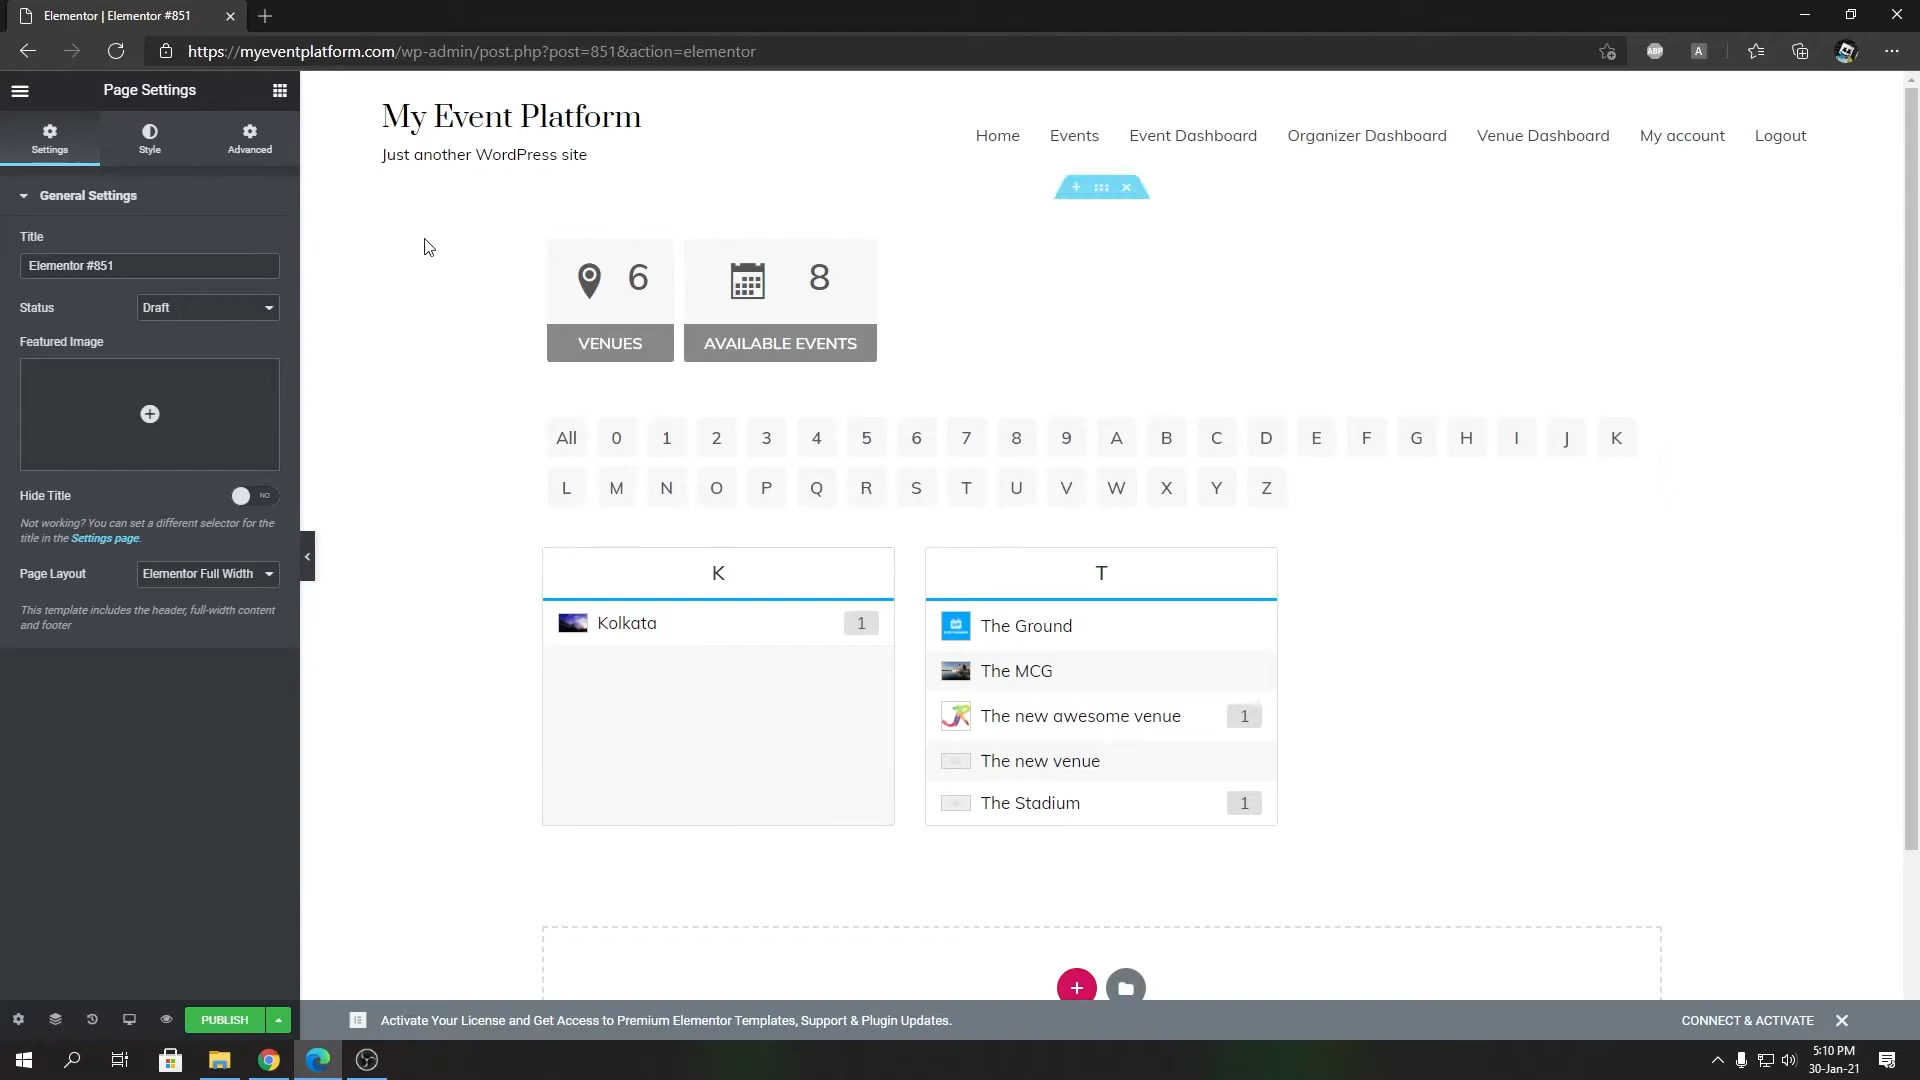 Elementor | Elementor #851
https://myeventplatform.com/wp-admin/post.php?post=851&action=elementor
ABP
A
Page Settings
Settings
Style
Advanced
General Settings
Title
Elementor #851
Status
Draft
Featured Image
Hide Title
NO
Not working? You can set a different selector for the
title in the Settings page.
Page Layout
Elementor Full Width
This template includes the header, full-width content
and footer
PUBLISH
My Event Platform
Just another WordPress site
Home Events Event Dashboard Organizer Dashboard Venue Dashboard My account Logout
6
VENUES
8
AVAILABLE EVENTS
All 0 1 2 3 4 5 6 7 8 9 A B C D E F G H I J K
L M N O P Q R S T U V W X Y Z
K
Kolkata 1
T
The Ground
The MCG
The new awesome venue 1
The new venue
The Stadium 1
Activate Your License and Get Access to Premium Elementor Templates, Support & Plugin Updates.
CONNECT & ACTIVATE
5:10 PM
30-Jan-21